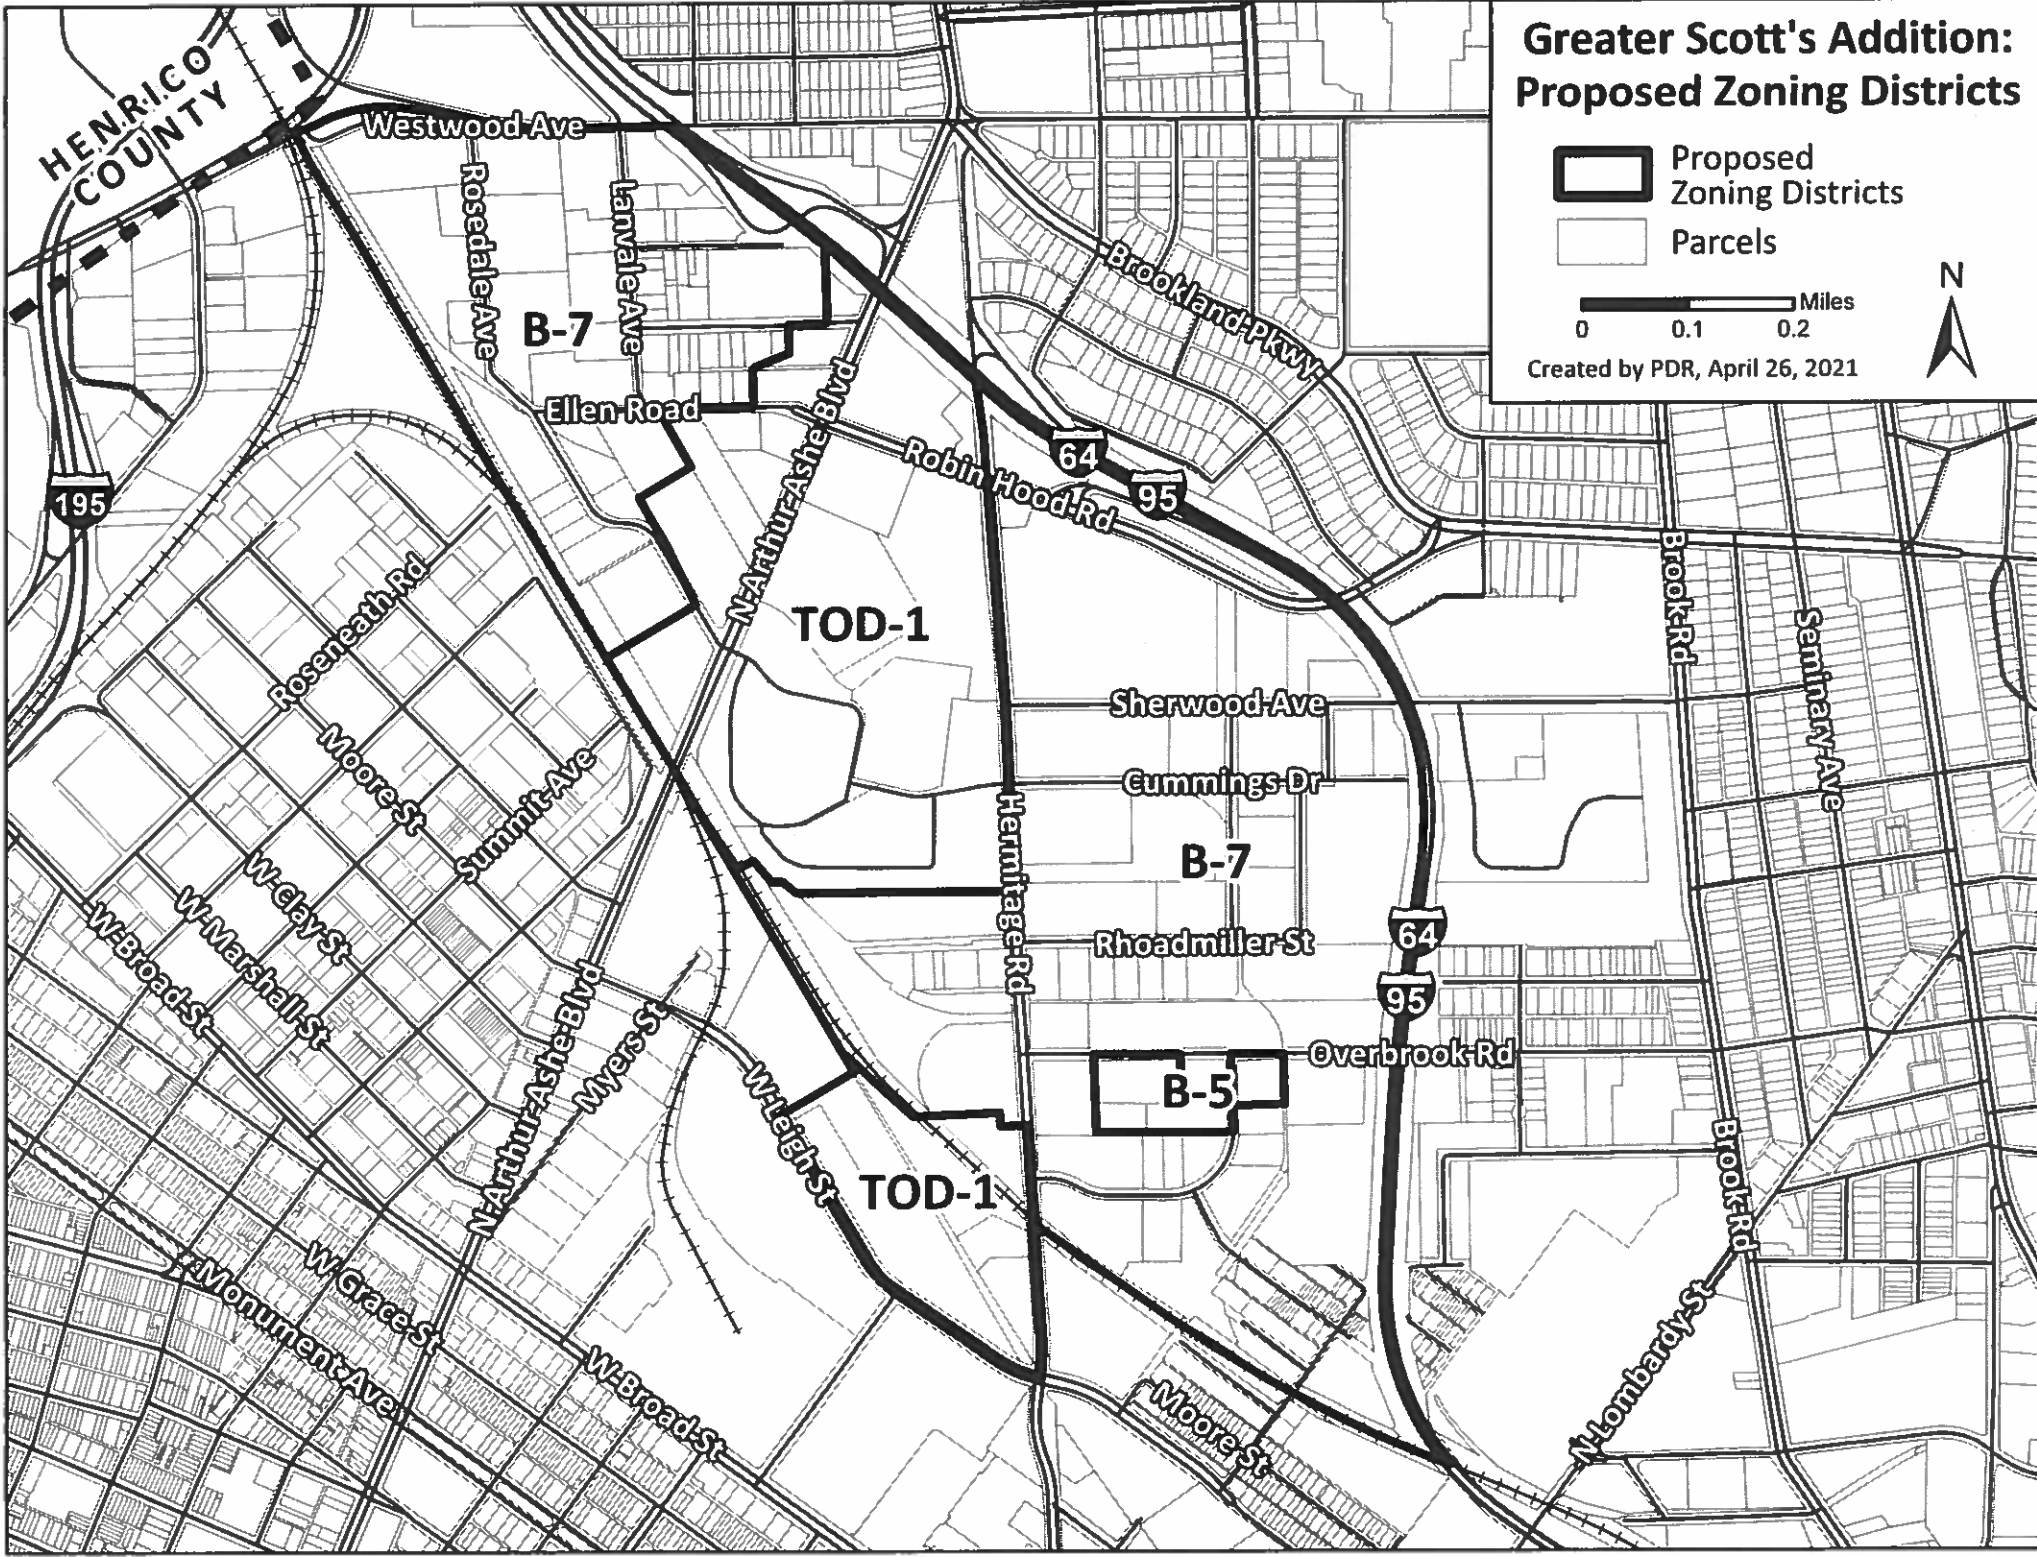 Greater Scott's Addition:
Proposed Zoning Districts
Proposed
Zoning Districts
Parcels
N
Miles
0 0.1 0.2
Created by PDR, April 26, 2021
HENRICO
COUNTY
Westwood Ave
Rosedale Ave
Lanvale Ave
B-7
Ellen Road
N Arthur Ashe Blvd
Robin Hood Rd
Brookland Pkwy
64
95
195
Roseneath Rd
TOD-1
Brook Rd
Seminary Ave
Sherwood Ave
Moore St
Summit Ave
Cummings Dr
Hermitage Rd
B-7
W Clay St
W Marshall St
W Broad St
Rhoadmiller St
64
95
N Arthur Ashe Blvd
Myers St
Overbrook Rd
B-5
W Leigh St
TOD-1
Brook Rd
W Grace St
Monument Ave
W Broad St
Moore St
N Lombardy St